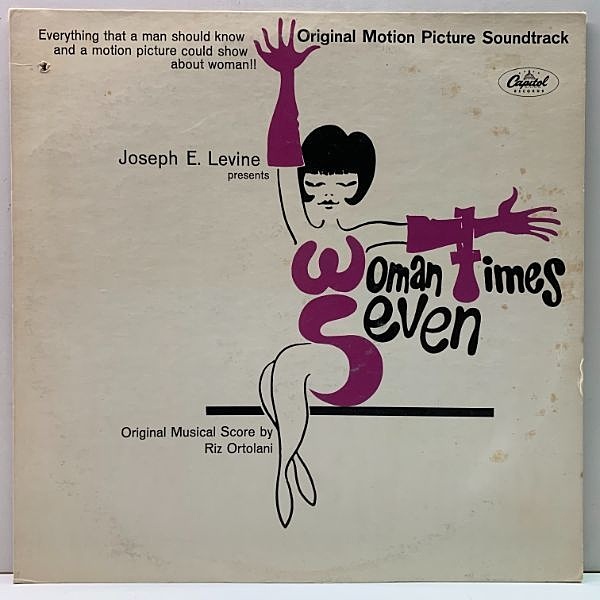 Everything that a man should know
and a motion picture could show
about woman!!
Original Motion Picture Soundtrack
Capitol
RECORDS
Joseph E. Levine
presents
Woman Times
Seven
Original Musical Score by
Riz Ortolani